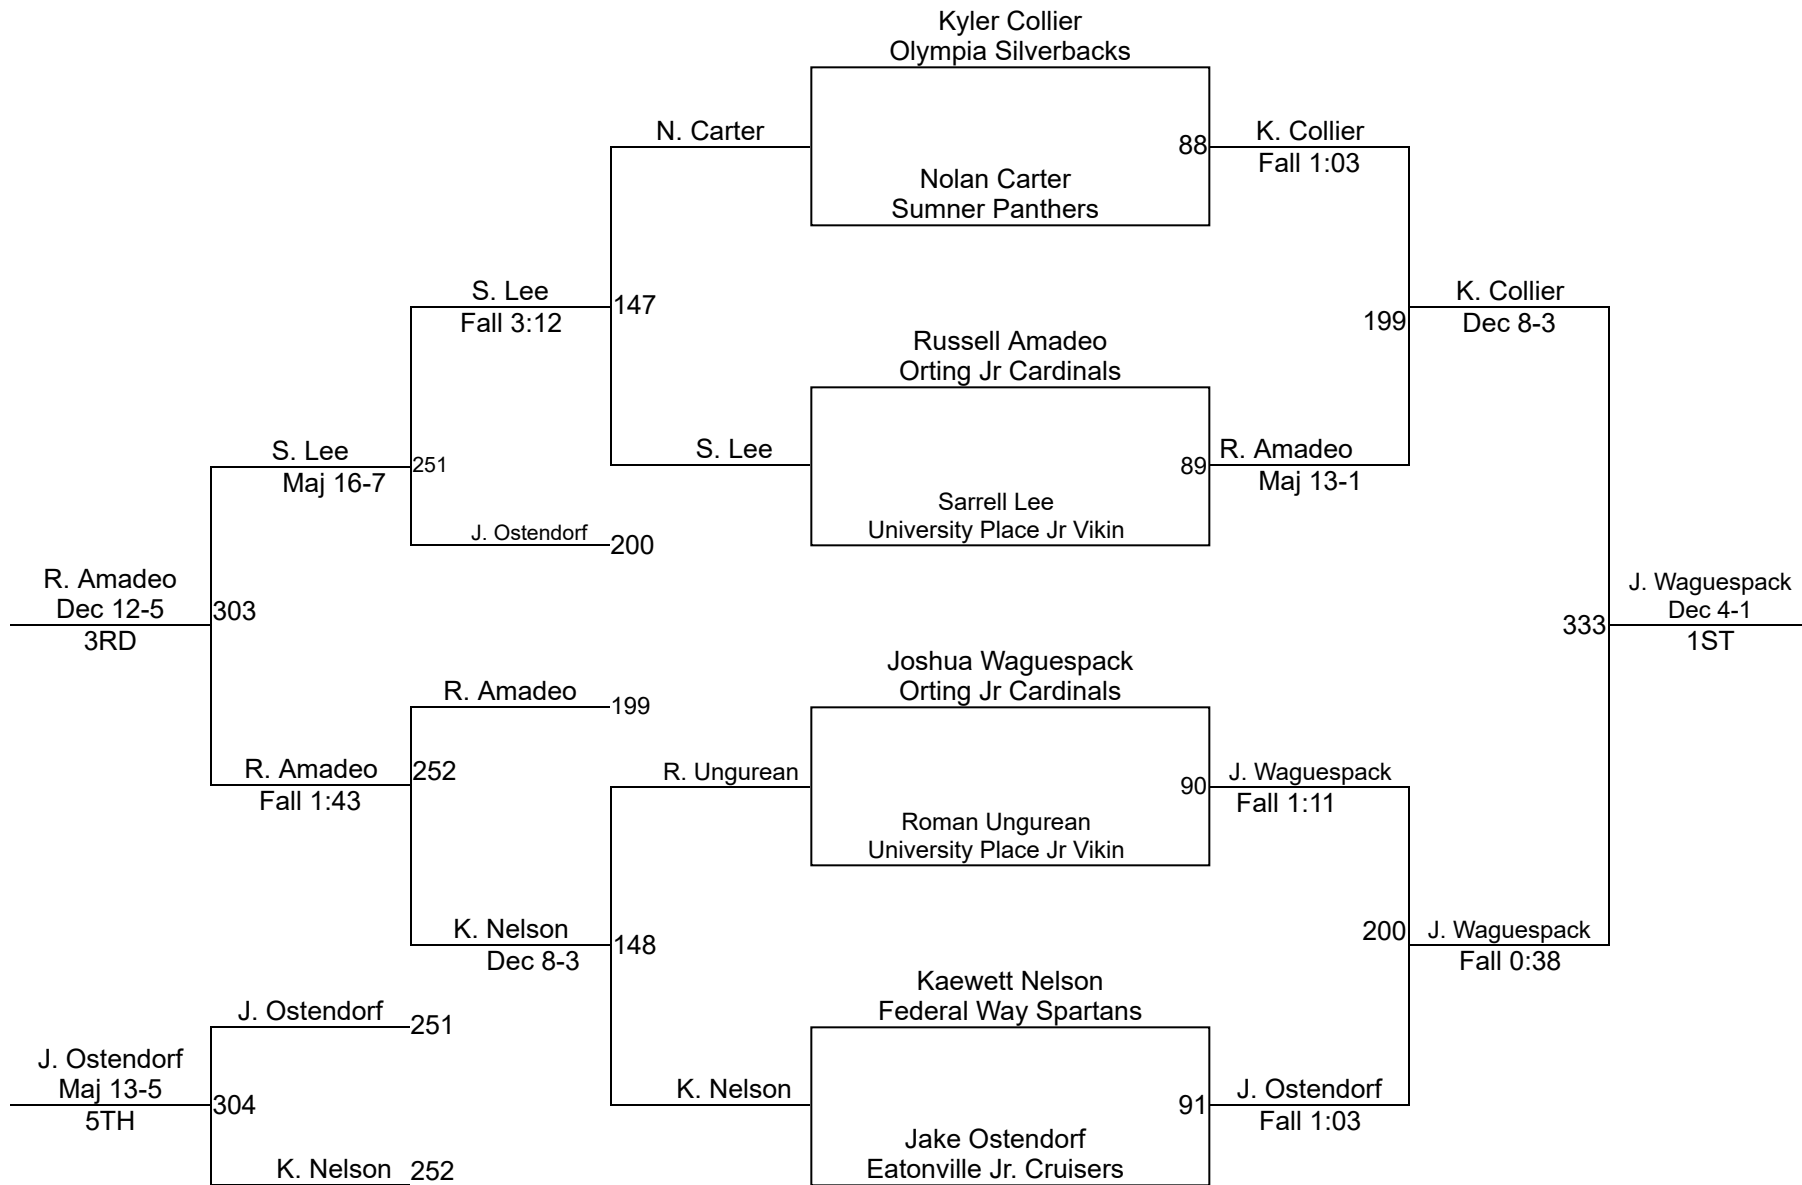 Kyler Collier
Olympia Silverbacks
N. Carter
88
K. Collier
Fall 1:03
Nolan Carter
Sumner Panthers
S. Lee
Fall 3:12
147
K. Collier
Dec 8-3
199
Russell Amadeo
Orting Jr Cardinals
S. Lee
Maj 16-7
251
S. Lee
89
R. Amadeo
Maj 13-1
Sarrell Lee
University Place Jr Vikin
J. Ostendorf
200
R. Amadeo
Dec 12-5
3RD
303
333
J. Waguespack
Dec 4-1
1ST
R. Amadeo
199
Joshua Waguespack
Orting Jr Cardinals
R. Amadeo
Fall 1:43
252
R. Ungurean
90
J. Waguespack
Fall 1:11
Roman Ungurean
University Place Jr Vikin
K. Nelson
Dec 8-3
148
200
J. Waguespack
Fall 0:38
Kaewett Nelson
Federal Way Spartans
J. Ostendorf
251
J. Ostendorf
Maj 13-5
5TH
304
K. Nelson
91
J. Ostendorf
Fall 1:03
Jake Ostendorf
Eatonville Jr. Cruisers
K. Nelson
252